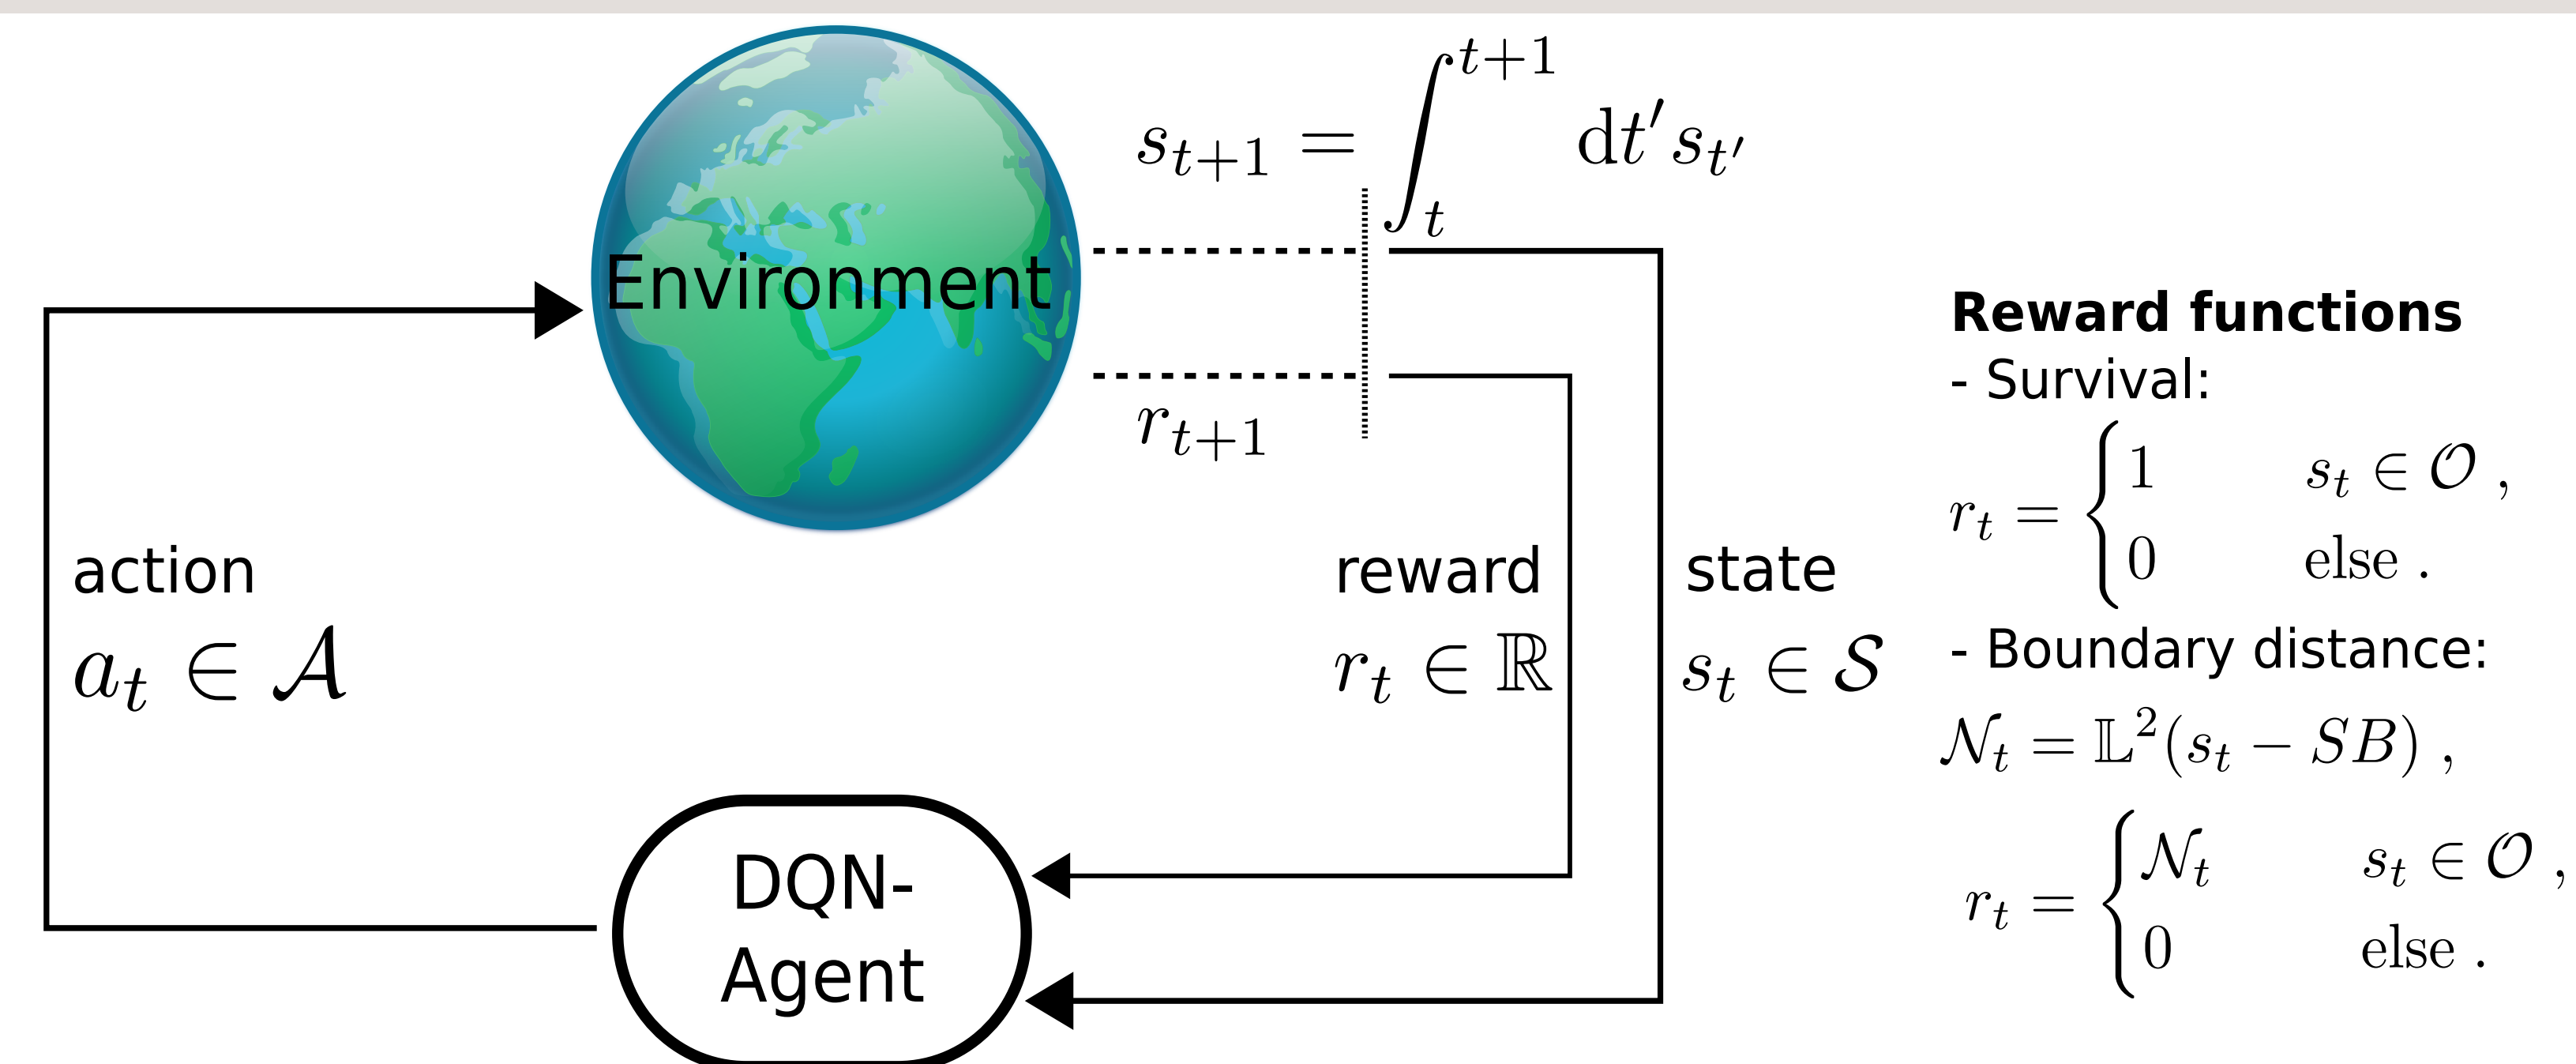 s_{t+1} = ∫_t^{t+1} dt′s_{t′}
Environment
r_{t+1}
action
a_t ∈ 𝒜
reward
r_t ∈ ℝ
state
s_t ∈ 𝒮
DQN-
Agent
Reward functions
- Survival:
r_t = { 1 s_t ∈ 𝒪 ,
0 else .
- Boundary distance:
𝒩_t = 𝕃²(s_t − SB) ,
r_t = { 𝒩_t s_t ∈ 𝒪 ,
0 else .